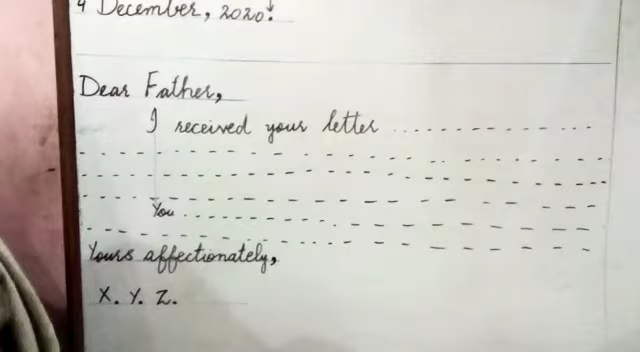 4 December, 2020.
Dear Father,
I received your letter ..............
You ..............
Yours affectionately,
X. Y. Z.